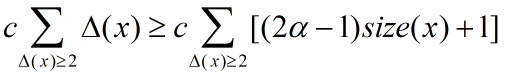 c ∑_{Δ(x)≥2} Δ(x) ≥ c ∑_{Δ(x)≥2} [(2α − 1)size(x) + 1]